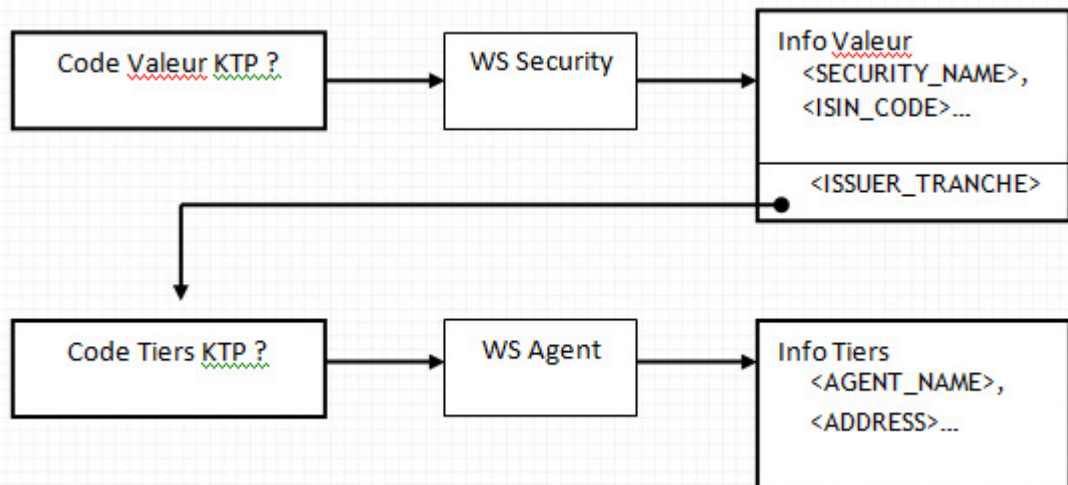 Code Valeur KTP ?
WS Security
Info Valeur
<SECURITY_NAME>,
<ISIN_CODE>...
<ISSUER_TRANCHE>
Code Tiers KTP ?
WS Agent
Info Tiers
<AGENT_NAME>,
<ADDRESS>...